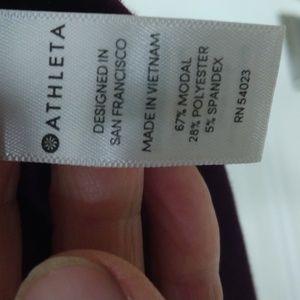 ATHLETA
DESIGNED IN
SAN FRANCISCO
MADE IN VIETNAM
67% MODAL
28% POLYESTER
5% SPANDEX
RN 54023